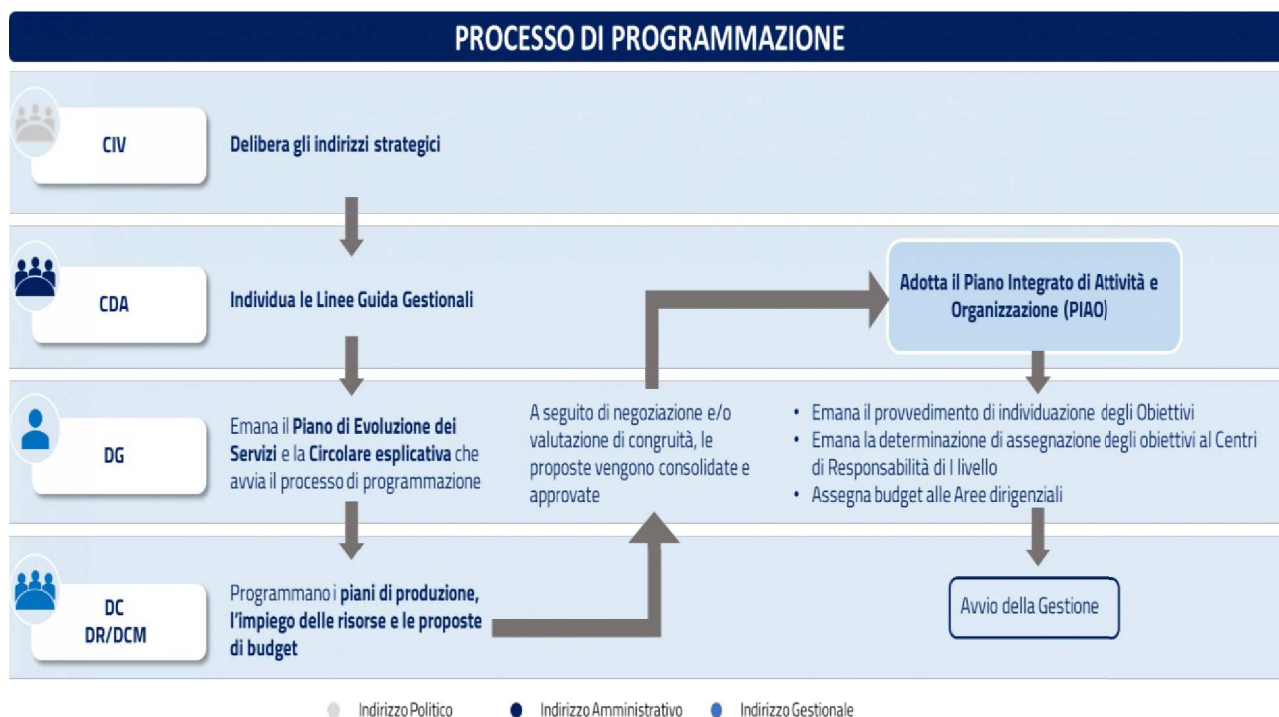 PROCESSO DI PROGRAMMAZIONE
CIV
Delibera gli indirizzi strategici
CDA
Individua le Linee Guida Gestionali
Adotta il Piano Integrato di Attività e
Organizzazione (PIAO)
DG
Emana il Piano di Evoluzione dei
Servizi e la Circolare esplicativa che
avvia il processo di programmazione
A seguito di negoziazione e/o
valutazione di congruità, le
proposte vengono consolidate e
approvate
• Emana il provvedimento di individuazione degli Obiettivi
• Emana la determinazione di assegnazione degli obiettivi al Centri
di Responsabilità di I livello
• Assegna budget alle Aree dirigenziali
DC
DR/DCM
Programmano i piani di produzione,
l'impiego delle risorse e le proposte
di budget
Avvio della Gestione
Indirizzo Politico
Indirizzo Amministrativo
Indirizzo Gestionale